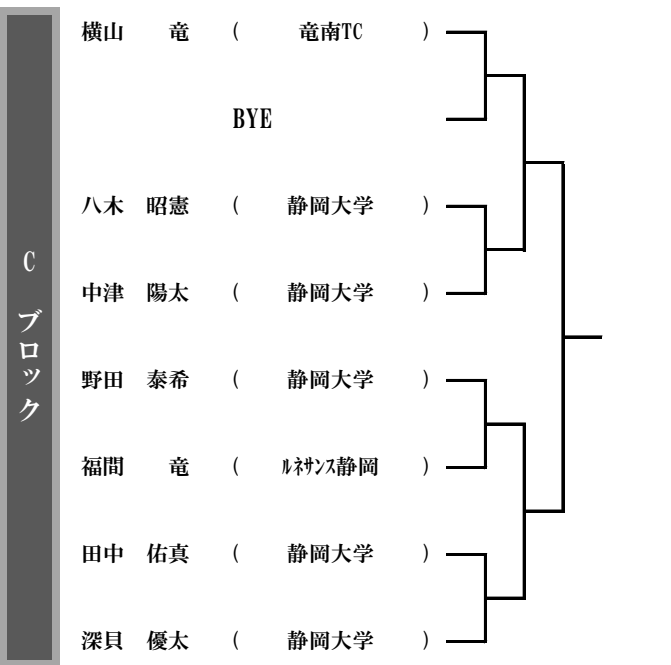 C ブロック
横山 竜 ( 竜南TC )
BYE
八木 昭憲 ( 静岡大学 )
中津 陽太 ( 静岡大学 )
野田 泰希 ( 静岡大学 )
福間 竜 ( ﾙﾈｻﾝｽ静岡 )
田中 佑真 ( 静岡大学 )
深貝 優太 ( 静岡大学 )